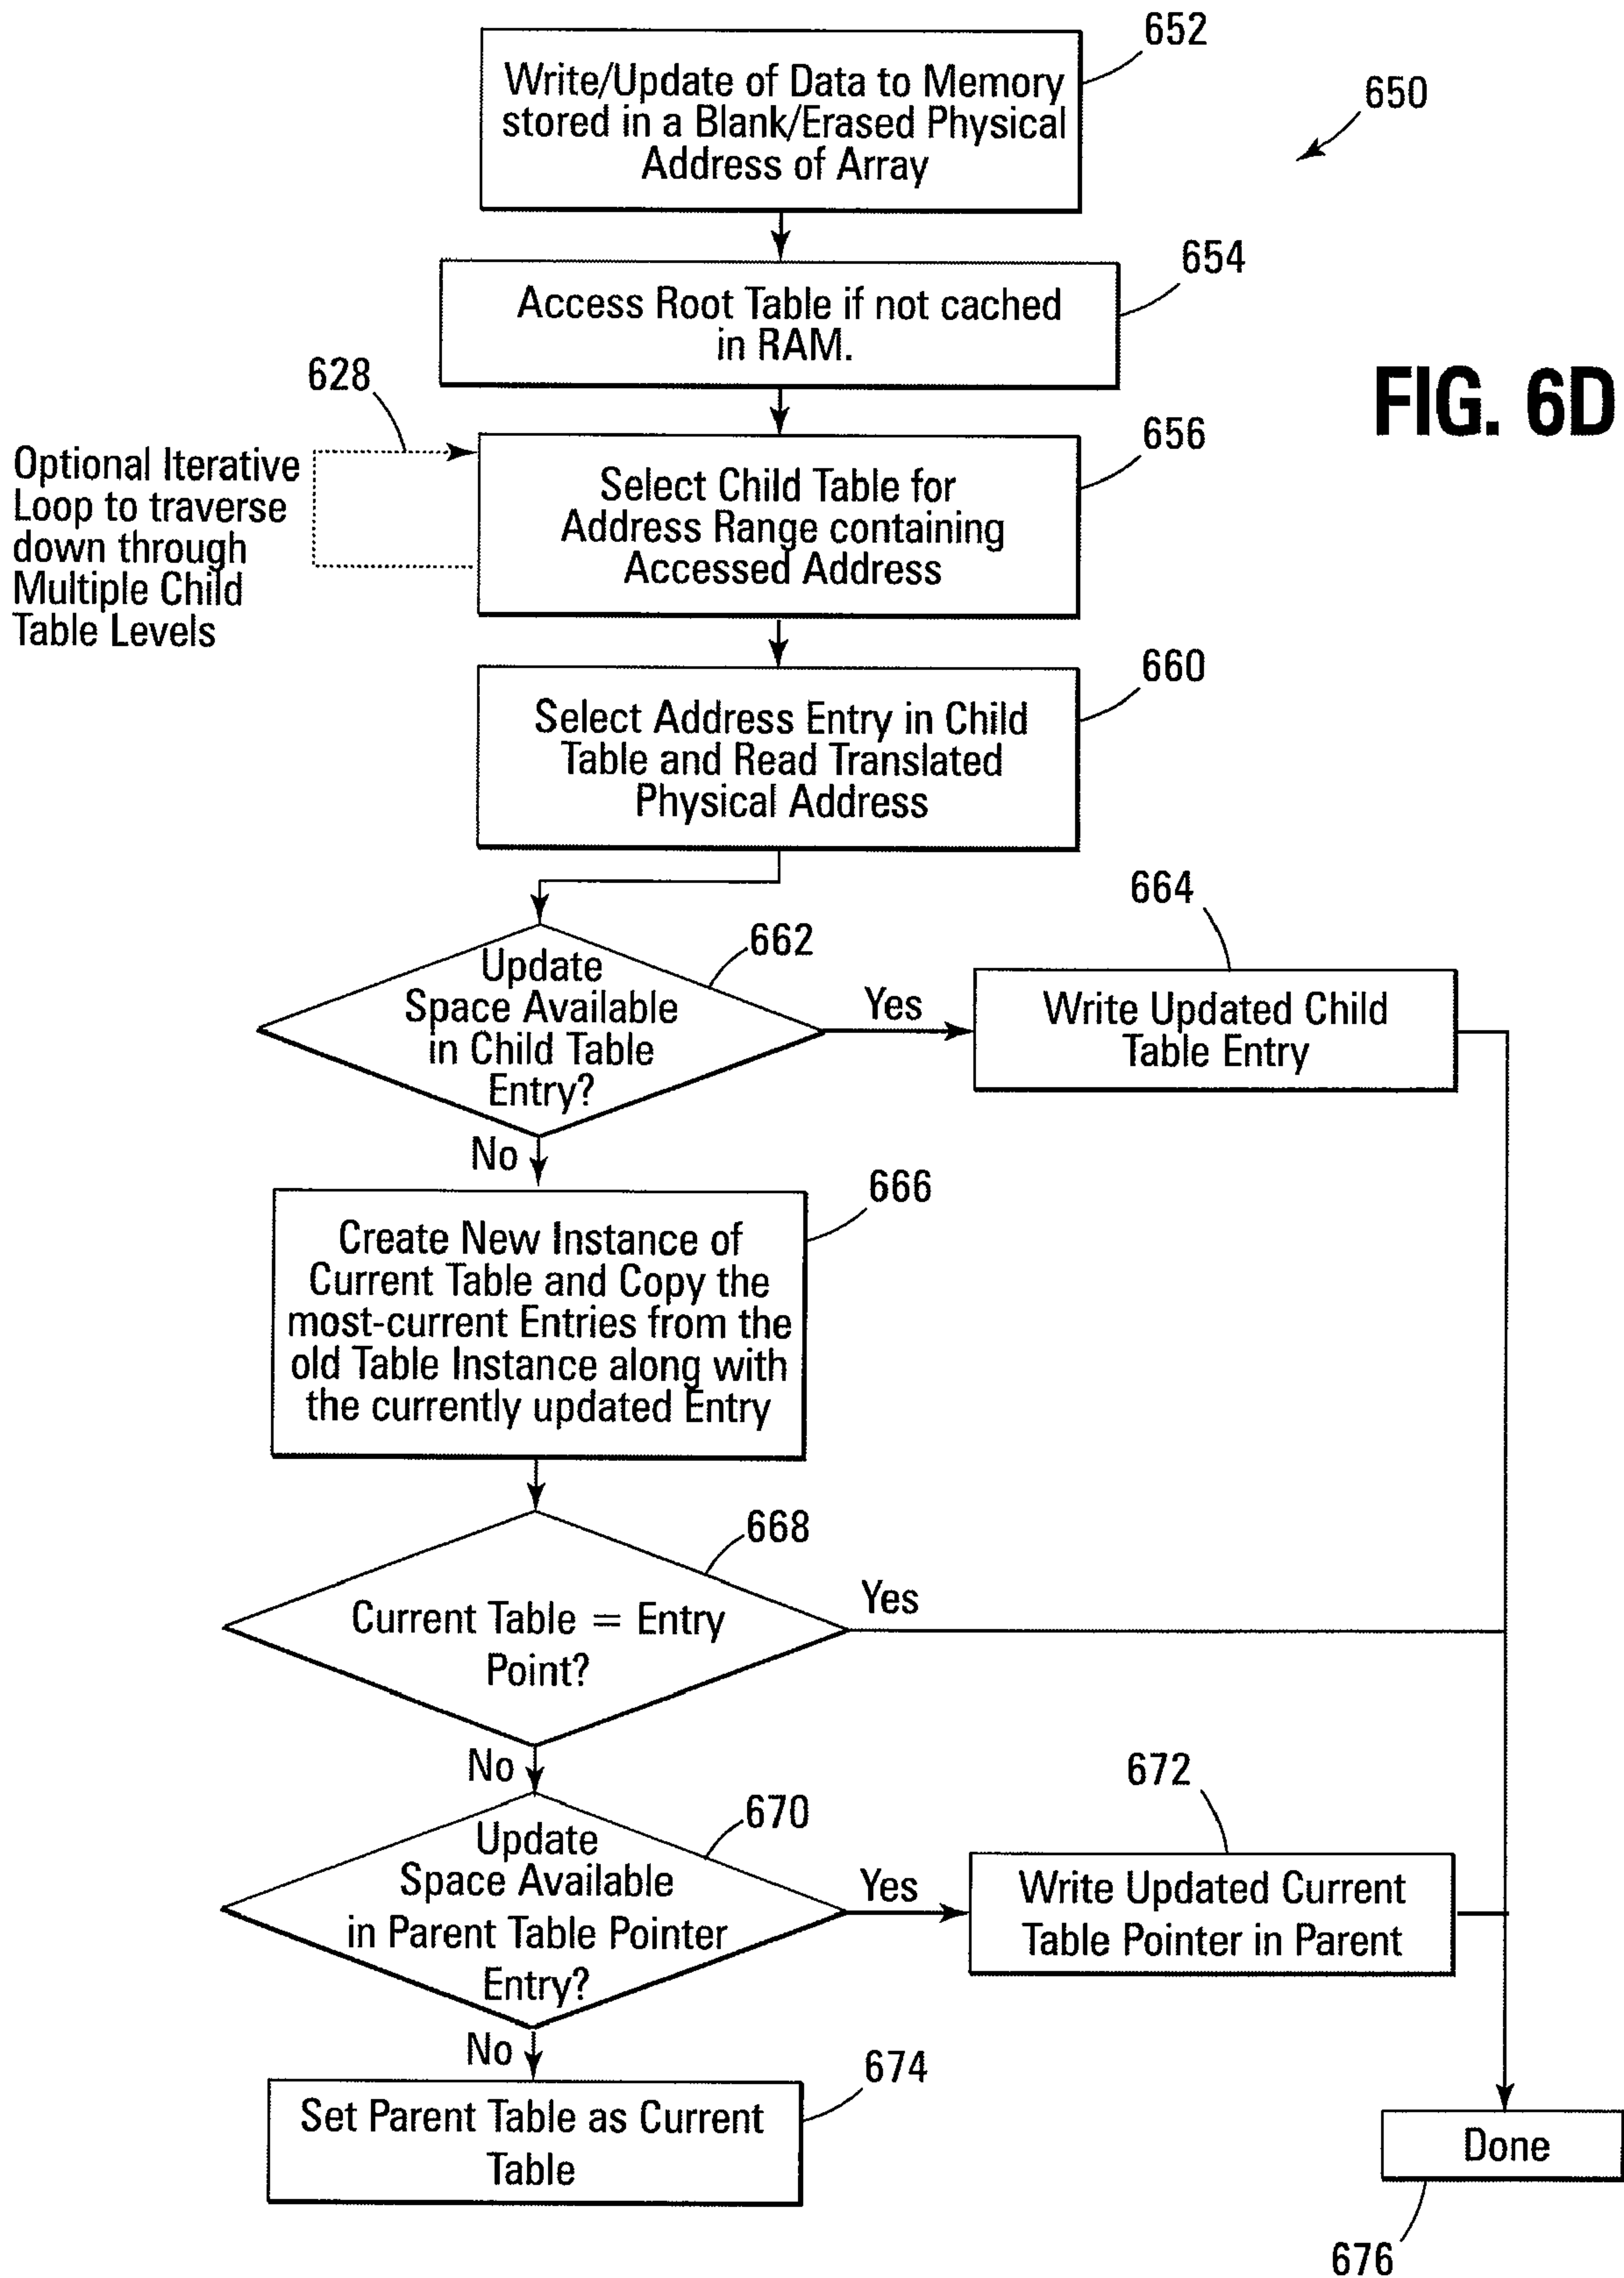 652
Write/Update of Data to Memory
stored in a Blank/Erased Physical
Address of Array
650
654
Access Root Table if not cached
in RAM.
FIG. 6D
628
Optional Iterative
Loop to traverse
down through
Multiple Child
Table Levels
656
Select Child Table for
Address Range containing
Accessed Address
660
Select Address Entry in Child
Table and Read Translated
Physical Address
662
Update
Space Available
in Child Table
Entry?
Yes
664
Write Updated Child
Table Entry
No
666
Create New Instance of
Current Table and Copy the
most-current Entries from the
old Table Instance along with
the currently updated Entry
668
Current Table = Entry
Point?
Yes
No
670
Update
Space Available
in Parent Table Pointer
Entry?
Yes
672
Write Updated Current
Table Pointer in Parent
No
674
Set Parent Table as Current
Table
Done
676